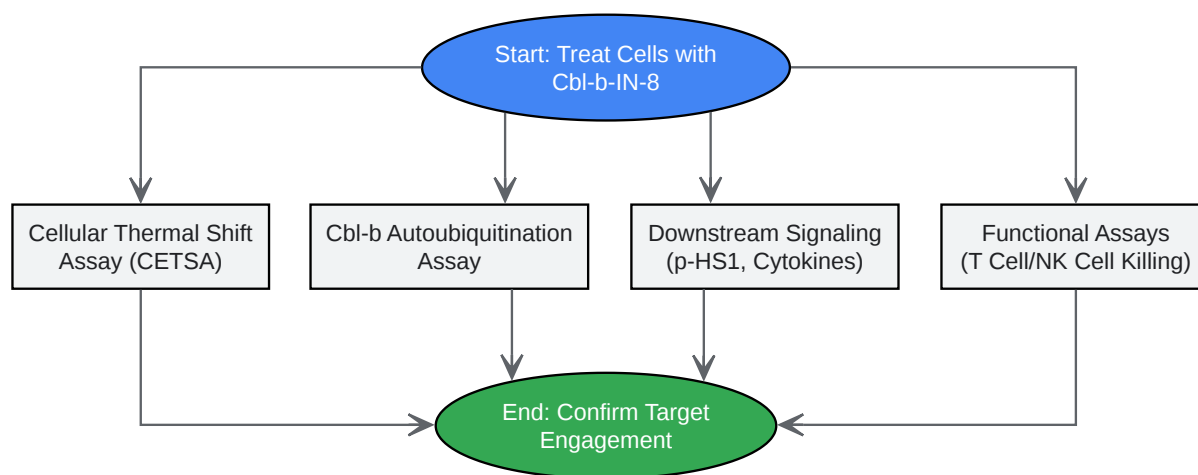 Start: Treat Cells with
Cbl-b-IN-8
Cellular Thermal Shift
Assay (CETSA)
Cbl-b Autoubiquitination
Assay
Downstream Signaling
(p-HS1, Cytokines)
Functional Assays
(T Cell/NK Cell Killing)
End: Confirm Target
Engagement